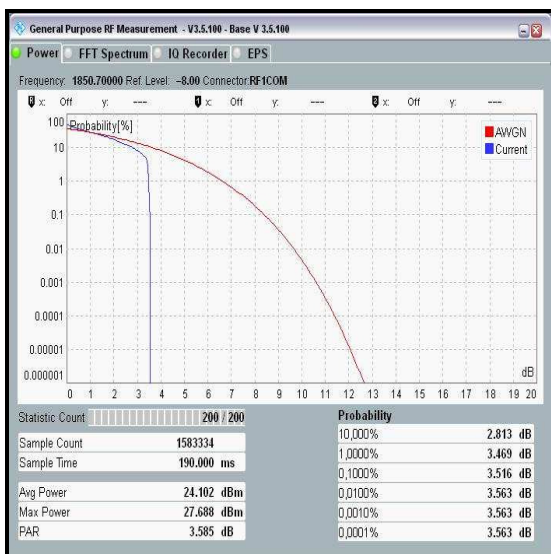 General Purpose RF Measurement - V3.5.100 - Base V 3.5.100
Power FFT Spectrum IQ Recorder EPS
Frequency: 1850.70000 Ref. Level: -8.00 Connector:RF1COM
x: Off y: --- x: Off y: --- x: Off y: ---
Probability[%]
AWGN
Current
100
10
1
0.1
0.01
0.001
0.0001
0.00001
0.000001
dB
0 1 2 3 4 5 6 7 8 9 10 11 12 13 14 15 16 17 18 19 20
Statistic Count 200 / 200
Sample Count 1583334
Sample Time 190.000 ms
Avg Power 24.102 dBm
Max Power 27.688 dBm
PAR 3.585 dB
Probability
10,000% 2.813 dB
1,0000% 3.469 dB
0,1000% 3.516 dB
0,0100% 3.563 dB
0,0010% 3.563 dB
0,0001% 3.563 dB